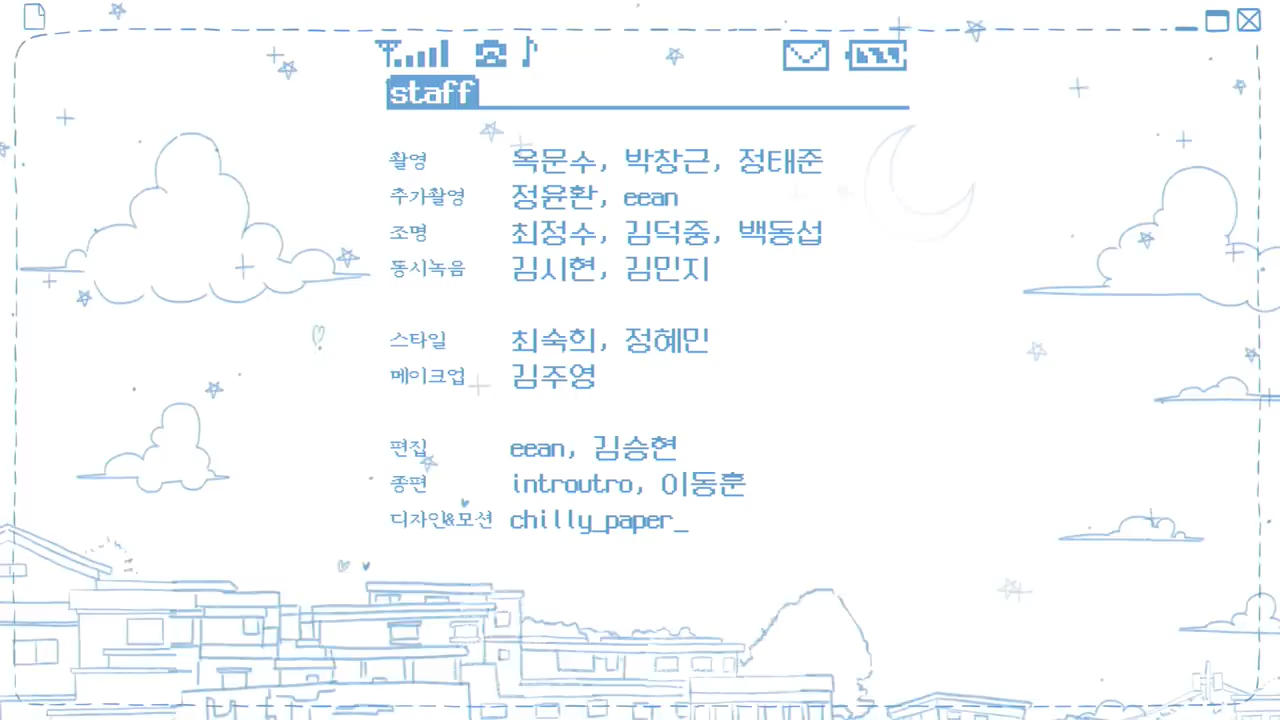 staff
촬영 옥문수, 박창근, 정태준
추가촬영 정윤환, eean
조명 최정수, 김덕중, 백동섭
동시녹음 김시현, 김민지
스타일 최숙희, 정혜민
메이크업 김주영
편집 eean, 김승현
종편 introutro, 이동훈
디자인&모션 chilly_paper_